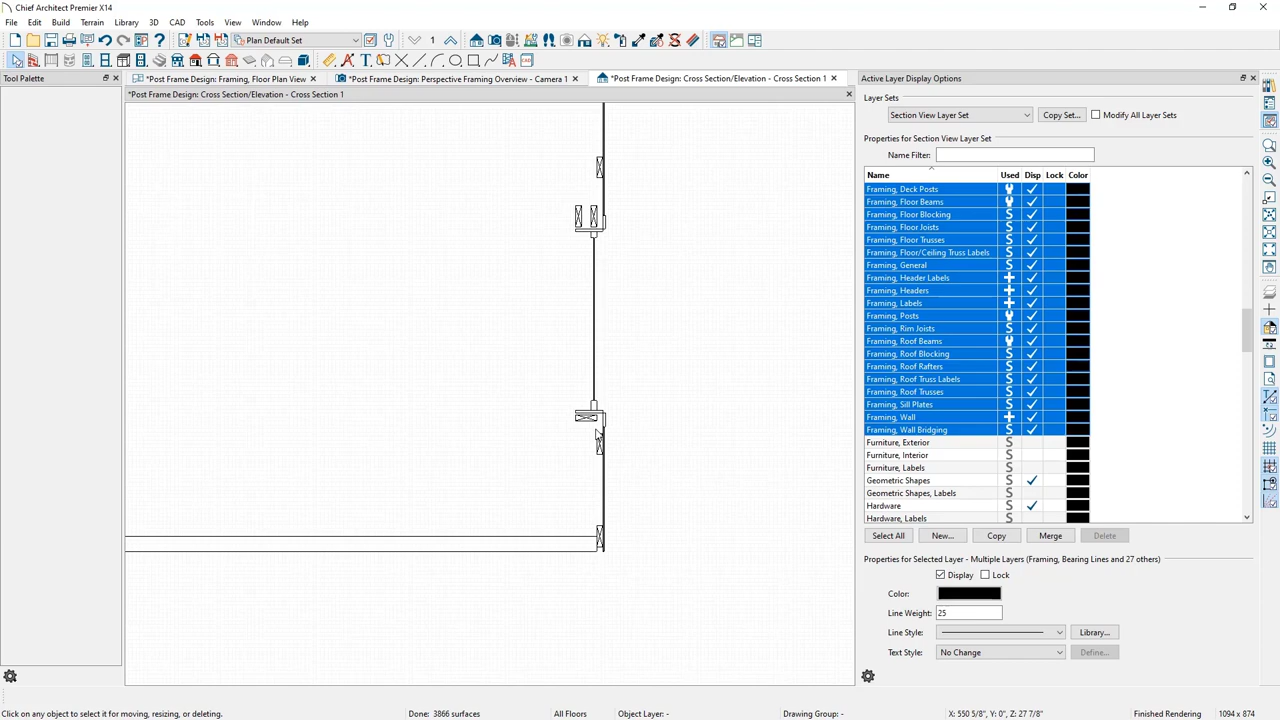 Chief Architect Premier X14
File Edit Build Terrain Library 3D CAD Tools View Window Help
Plan Default Set
1
Tool Palette
*Post Frame Design: Framing, Floor Plan View
*Post Frame Design: Perspective Framing Overview - Camera 1
*Post Frame Design: Cross Section/Elevation - Cross Section 1
*Post Frame Design: Cross Section/Elevation - Cross Section 1
Active Layer Display Options
Layer Sets
Section View Layer Set
Copy Set...
Modify All Layer Sets
Properties for Section View Layer Set
Name Filter:
Name Used Disp Lock Color
Framing, Deck Posts
Framing, Floor Beams
Framing, Floor Blocking S
Framing, Floor Joists S
Framing, Floor Trusses S
Framing, Floor/Ceiling Truss Labels S
Framing, General S
Framing, Header Labels
Framing, Headers
Framing, Labels
Framing, Posts
Framing, Rim Joists S
Framing, Roof Beams
Framing, Roof Blocking S
Framing, Roof Rafters S
Framing, Roof Truss Labels S
Framing, Roof Trusses S
Framing, Sill Plates S
Framing, Wall
Framing, Wall Bridging S
Furniture, Exterior S
Furniture, Interior S
Furniture, Labels S
Geometric Shapes S
Geometric Shapes, Labels S
Hardware S
Hardware, Labels S
Select All New... Copy Merge Delete
Properties for Selected Layer - Multiple Layers (Framing, Bearing Lines and 27 others)
Display Lock
Color:
Line Weight: 25
Line Style: Library...
Text Style: No Change Define...
Click on any object to select it for moving, resizing, or deleting. Done: 3866 surfaces All Floors Object Layer: - Drawing Group: - X: 550 5/8", Y: 0", Z: 27 7/8" Finished Rendering 1094 x 874